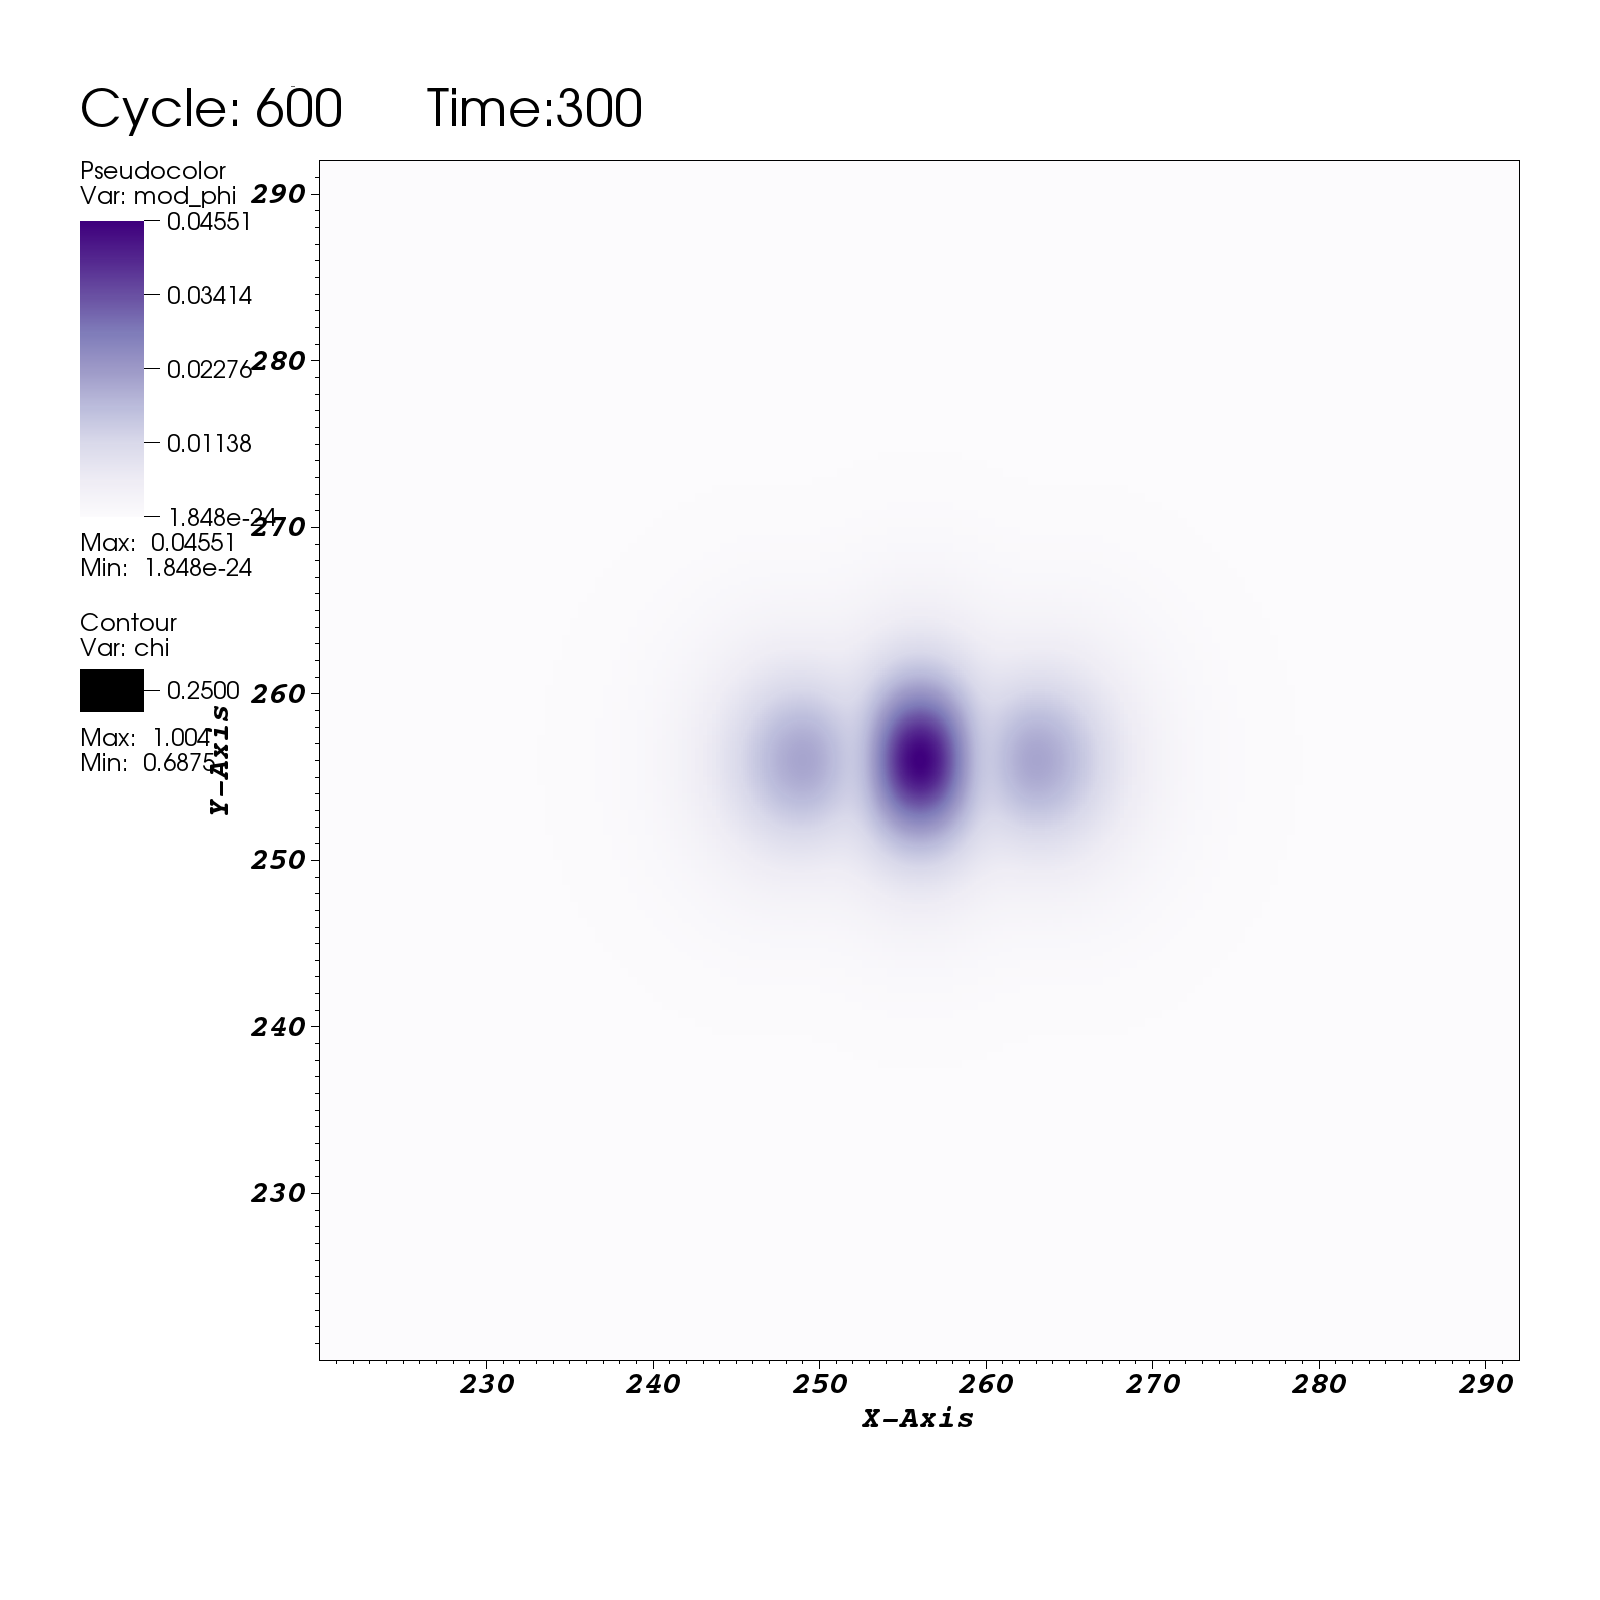 Cycle: 600 Time:300
Pseudocolor
Var: mod_phi
0.04551
0.03414
0.02276
0.01138
1.848e-24
Max: 0.04551
Min: 1.848e-24
Contour
Var: chi
0.2500
Max: 1.004
Min: 0.6875
Y-Axis
290
280
270
260
250
240
230
230 240 250 260 270 280 290
X-Axis